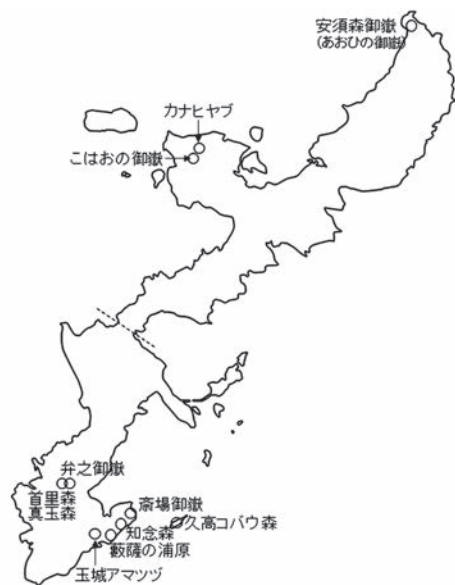 安須森御嶽
(あおひの御嶽)
カナヒヤブ
こはおの御嶽
弁之御嶽
首里森
真玉森
斎場御嶽
久高コバウ森
知念森
藪薩の浦原
玉城アマツヅ